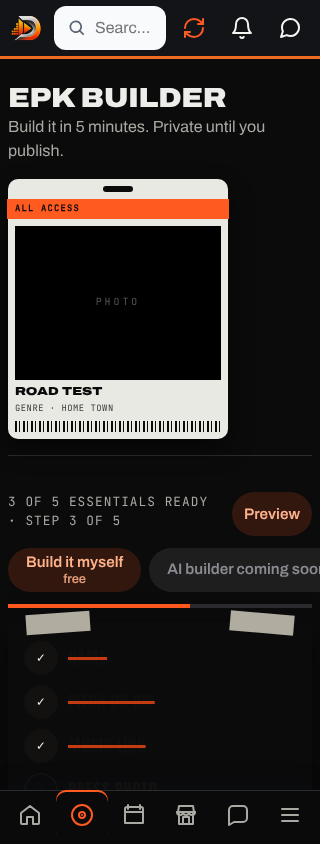 Searc...
EPK BUILDER
Build it in 5 minutes. Private until you
publish.
ALL ACCESS
PHOTO
ROAD TEST
GENRE · HOME TOWN
3 OF 5 ESSENTIALS READY
· STEP 3 OF 5
Preview
Build it myself
free
AI builder coming soon